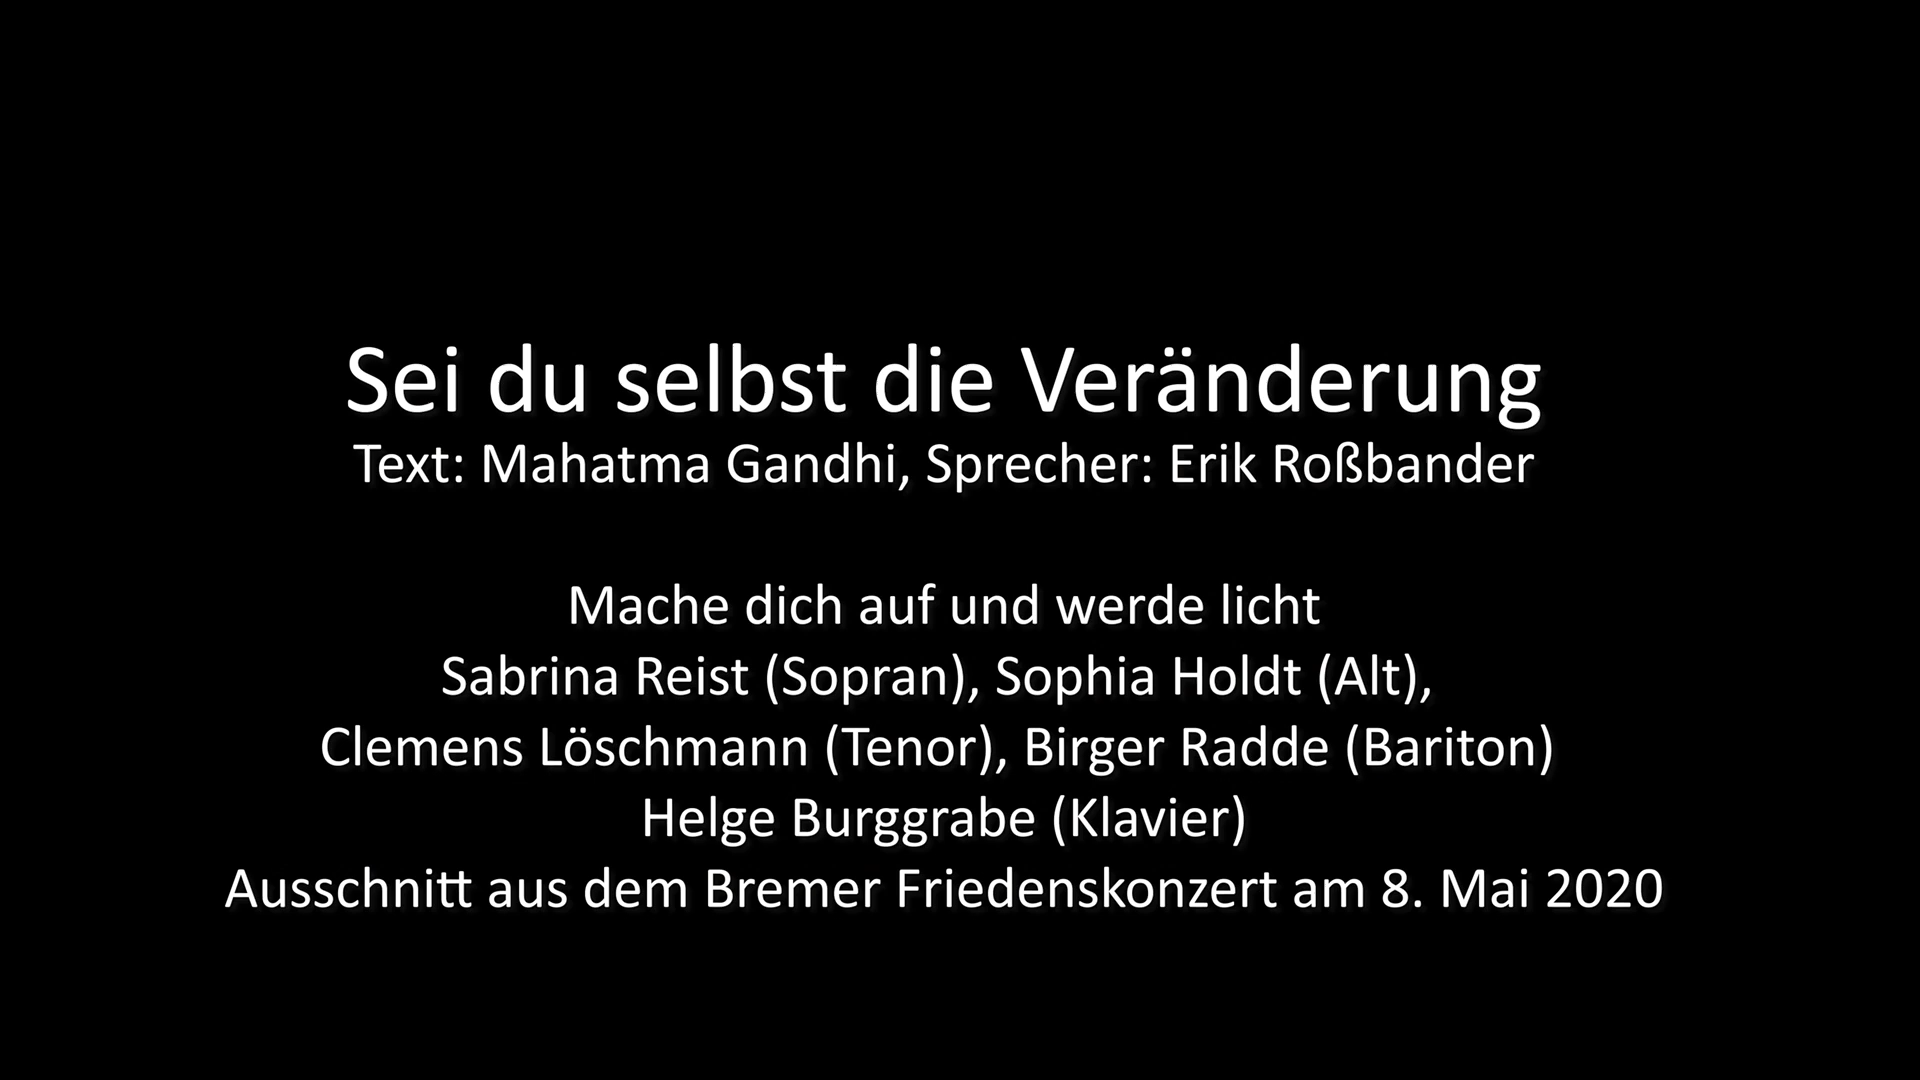 Sei du selbst die Veränderung
Text: Mahatma Gandhi, Sprecher: Erik Roßbander
Mache dich auf und werde licht
Sabrina Reist (Sopran), Sophia Holdt (Alt),
Clemens Löschmann (Tenor), Birger Radde (Bariton)
Helge Burggrabe (Klavier)
Ausschnitt aus dem Bremer Friedenskonzert am 8. Mai 2020